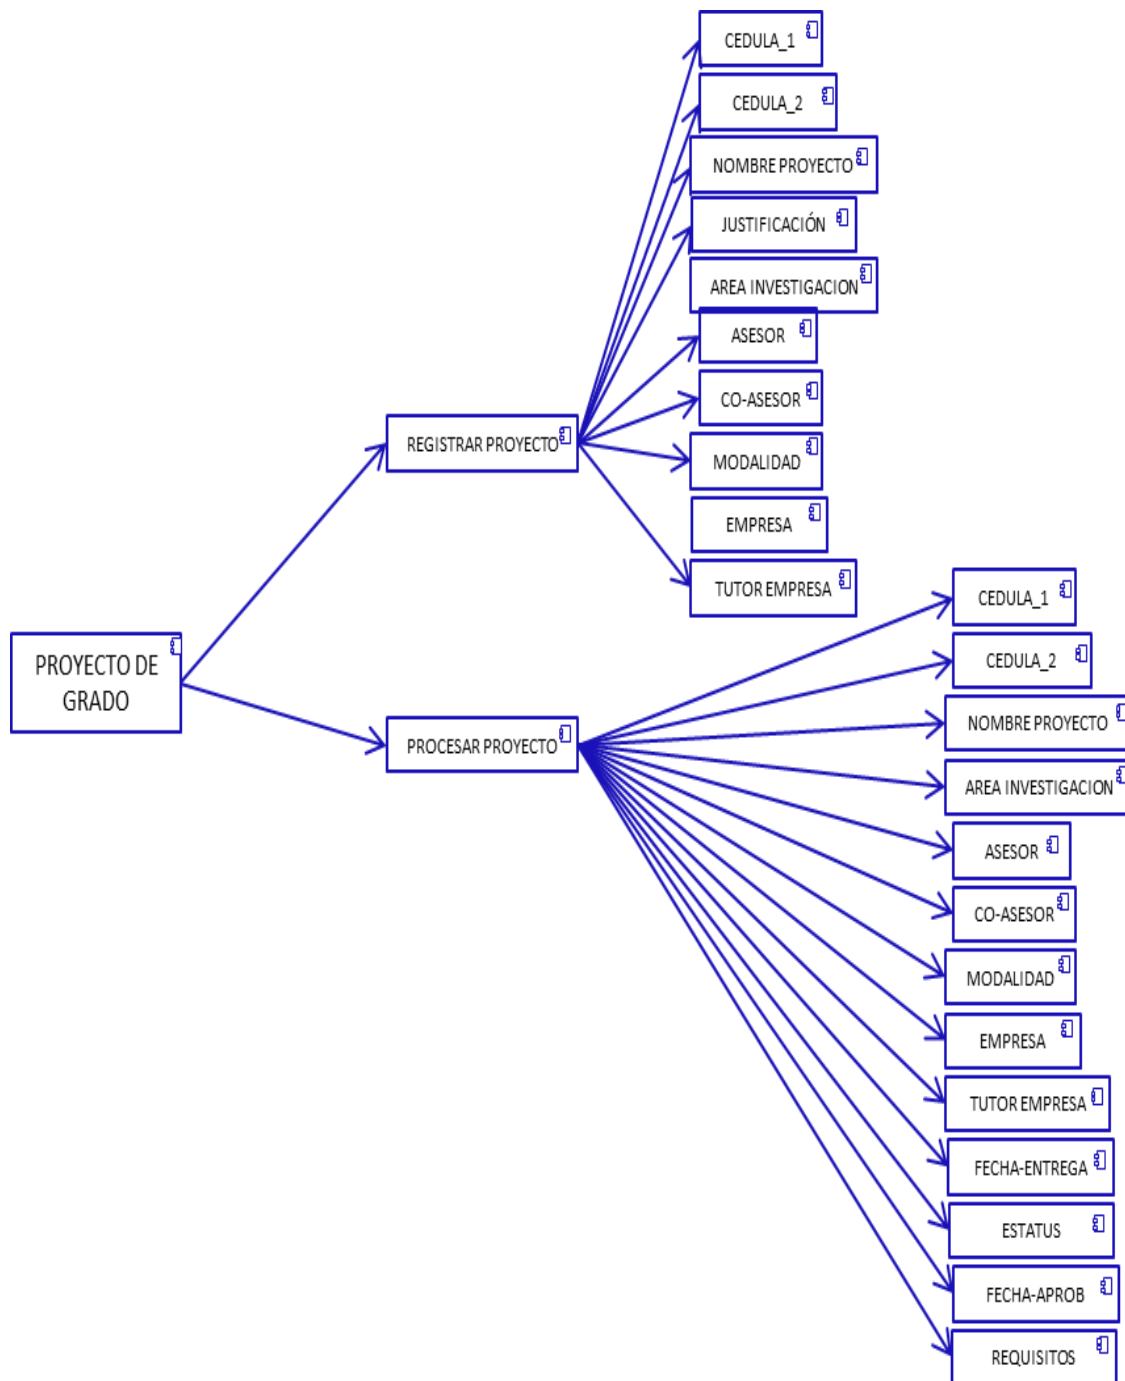 PROYECTO DE
GRADO
REGISTRAR PROYECTO
CEDULA_1
CEDULA_2
NOMBRE PROYECTO
JUSTIFICACIÓN
AREA INVESTIGACION
ASESOR
CO-ASESOR
MODALIDAD
EMPRESA
TUTOR EMPRESA
PROCESAR PROYECTO
CEDULA_1
CEDULA_2
NOMBRE PROYECTO
AREA INVESTIGACION
ASESOR
CO-ASESOR
MODALIDAD
EMPRESA
TUTOR EMPRESA
FECHA-ENTREGA
ESTATUS
FECHA-APROB
REQUISITOS